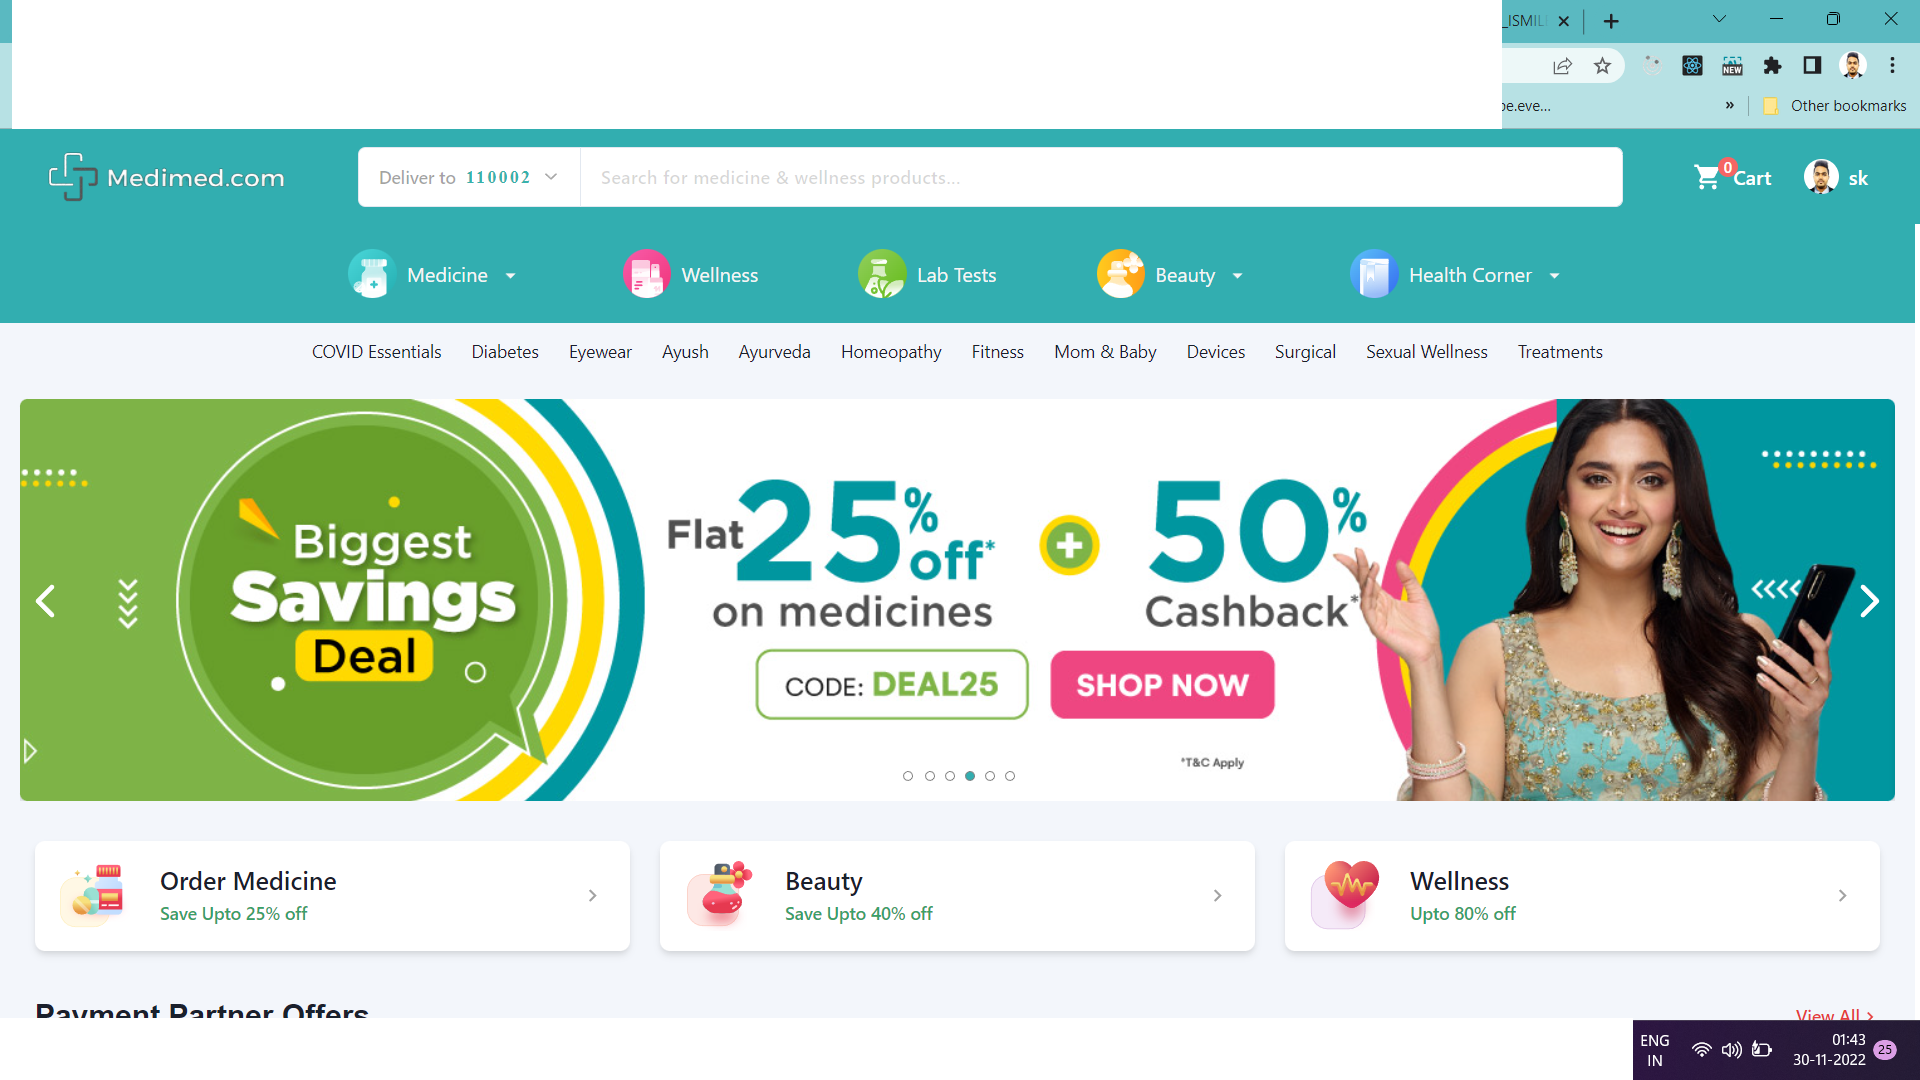 _ISMIL
be.eve...
» Other bookmarks
Medimed.com
Deliver to 110002
Search for medicine & wellness products...
0
Cart
sk
Medicine
Wellness
Lab Tests
Beauty
Health Corner
COVID Essentials Diabetes Eyewear Ayush Ayurveda Homeopathy Fitness Mom & Baby Devices Surgical Sexual Wellness Treatments
Biggest
Savings
Deal
Flat 25% off*
on medicines
50%
Cashback*
CODE: DEAL25
SHOP NOW
*T&C Apply
Order Medicine
Save Upto 25% off
Beauty
Save Upto 40% off
Wellness
Upto 80% off
Payment Partner Offers
View All
ENG
IN
01:43
30-11-2022
25